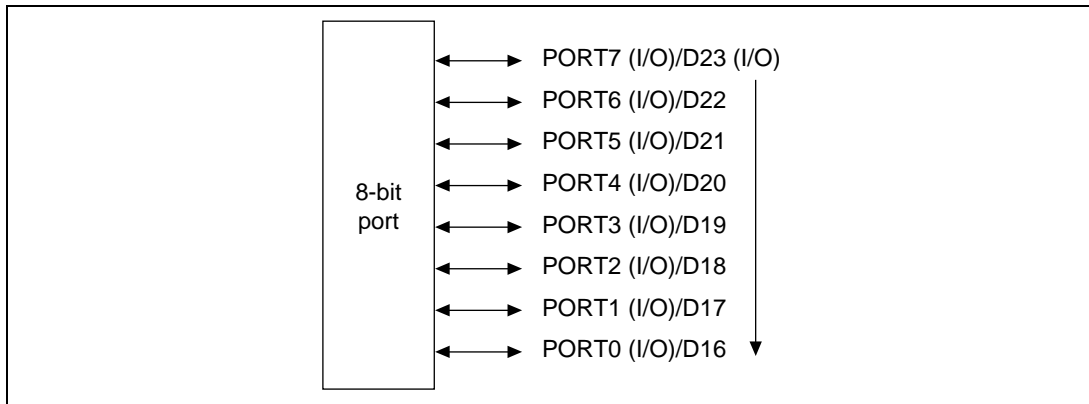 PORT7 (I/O)/D23 (I/O)
PORT6 (I/O)/D22
PORT5 (I/O)/D21
PORT4 (I/O)/D20
8-bit
port
PORT3 (I/O)/D19
PORT2 (I/O)/D18
PORT1 (I/O)/D17
PORT0 (I/O)/D16